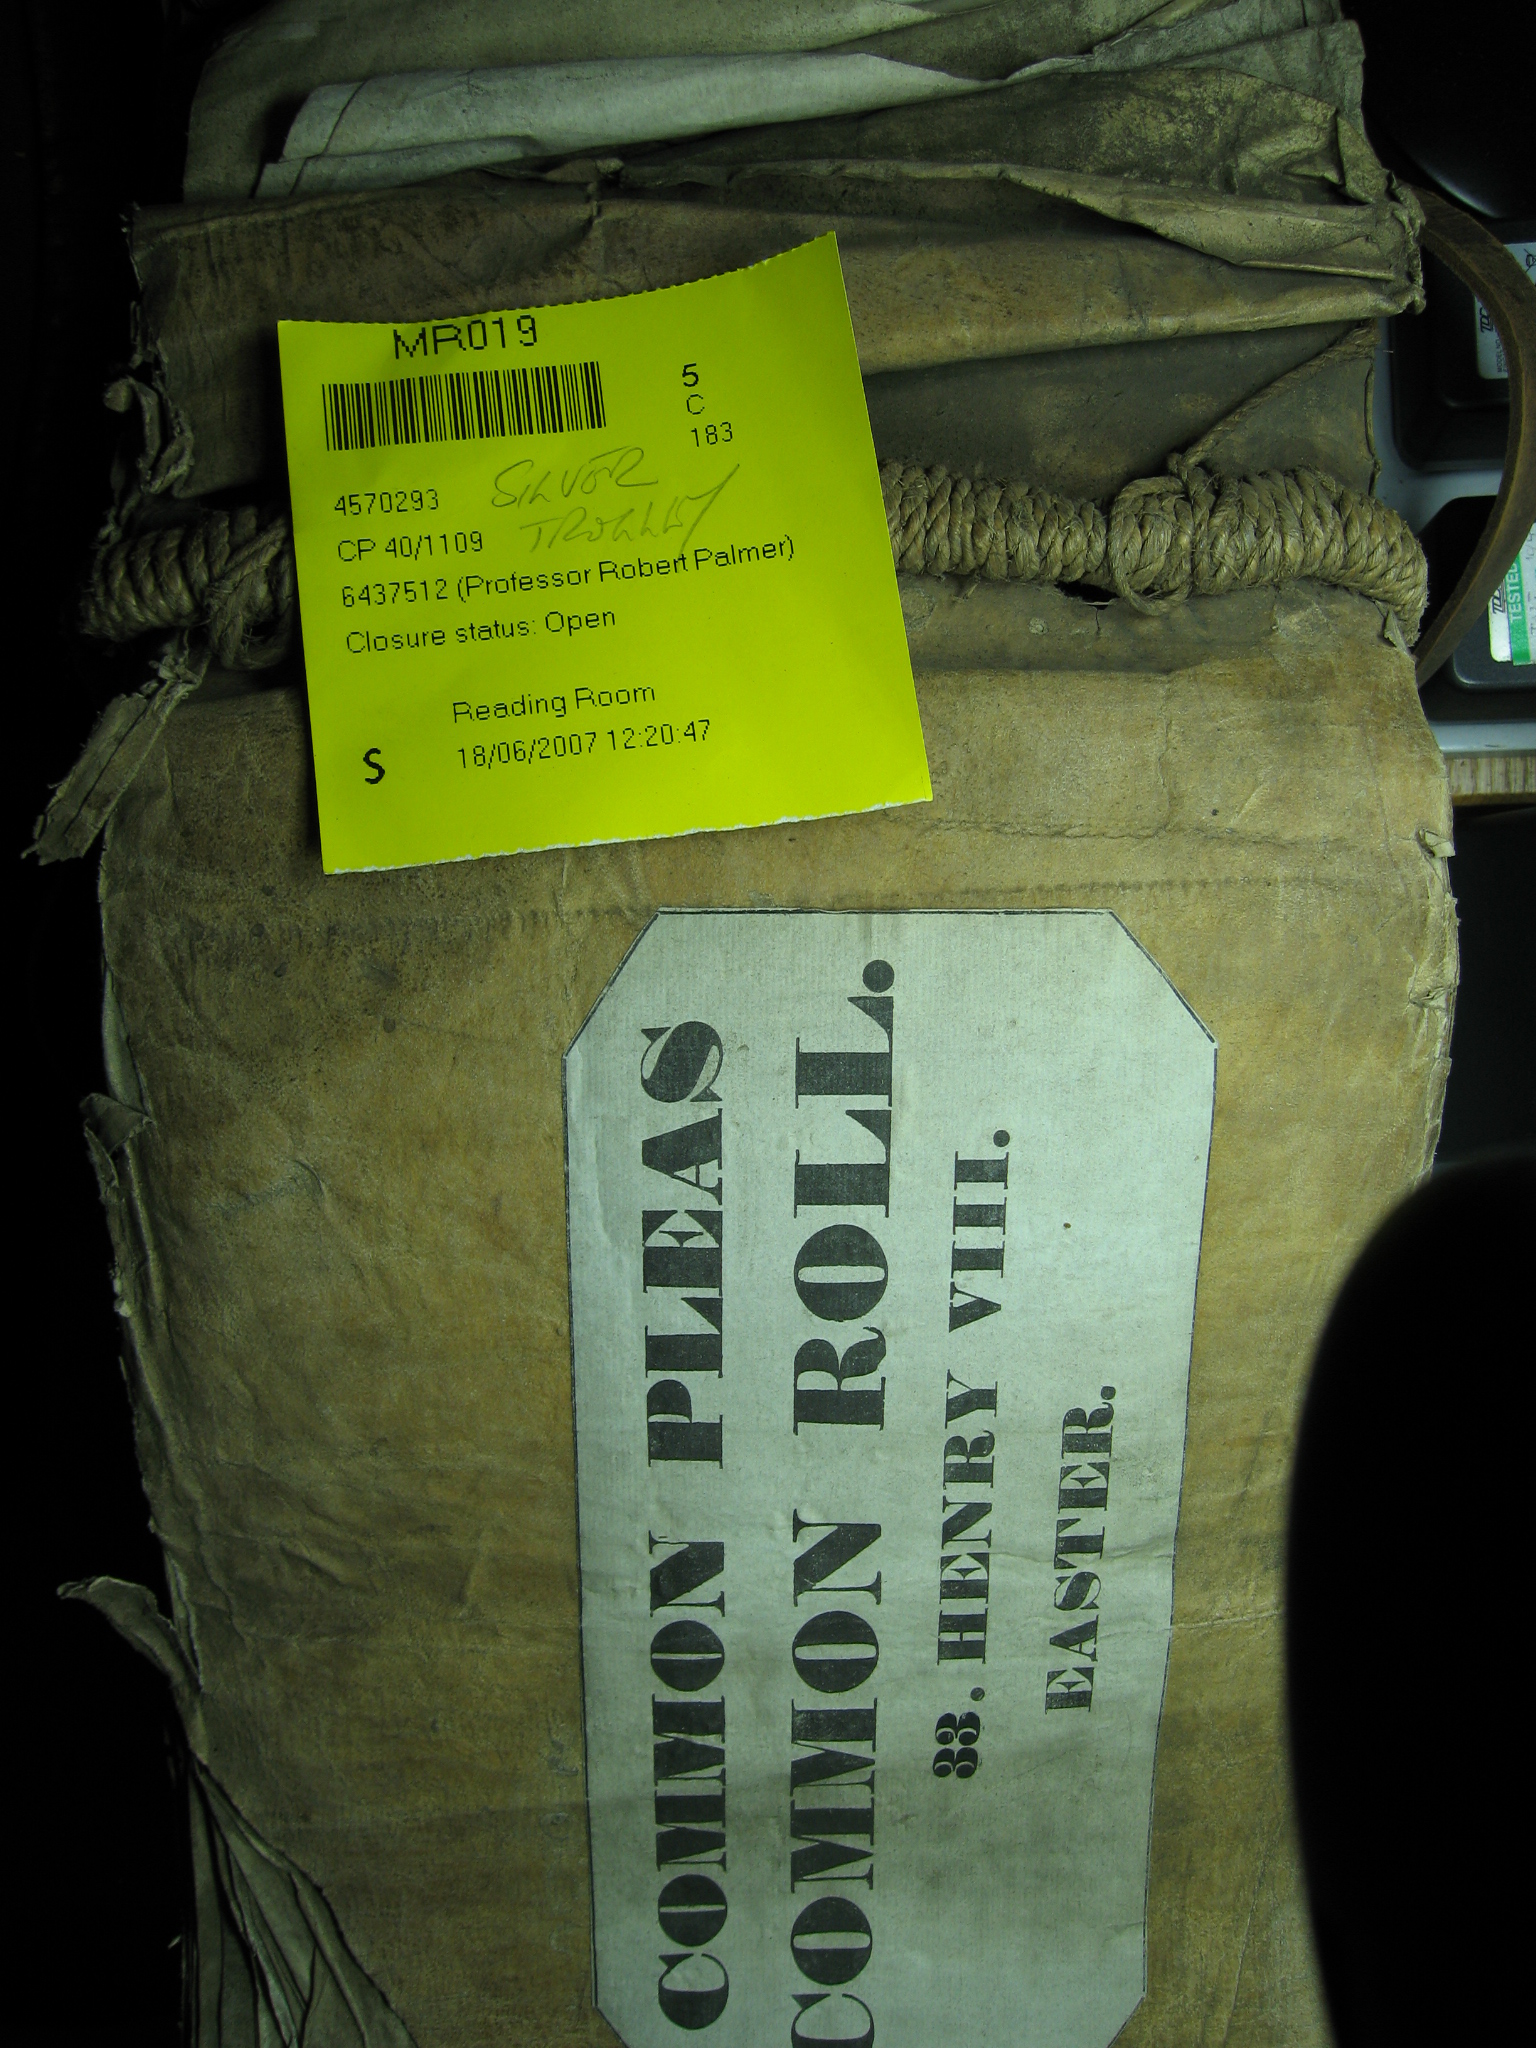 MR019
5
C
183
4570293
SILVER
TROLLEY
CP 40/1109
6437512 (Professor Robert Palmer)
Closure status: Open
Reading Room
S
18/06/2007 12:20:47
COMMON PLEAS
COMMON ROLL.
33. HENRY VIII.
EASTER.
TESTED